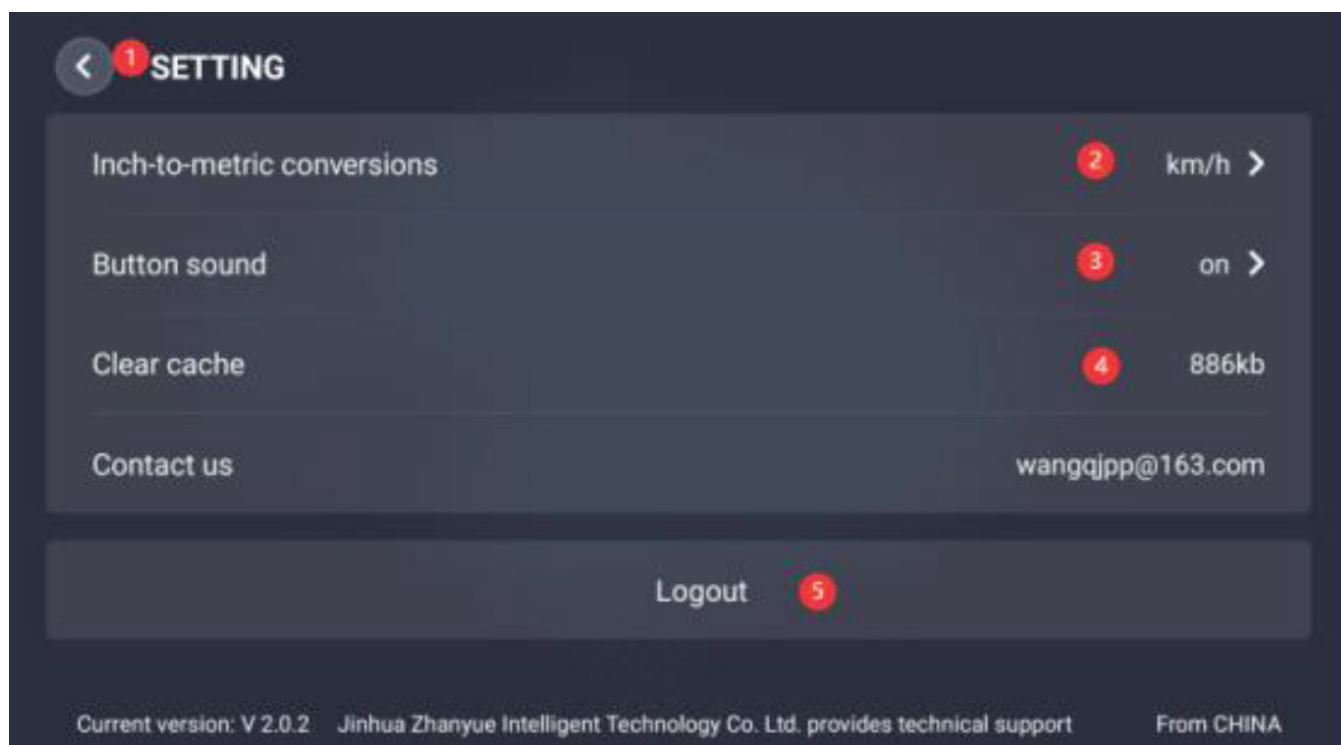 1 SETTING
Inch-to-metric conversions 2 km/h
Button sound 3 on
Clear cache 4 886kb
Contact us wangqjpp@163.com
Logout 5
Current version: V 2.0.2 Jinhua Zhanyue Intelligent Technology Co. Ltd. provides technical support From CHINA